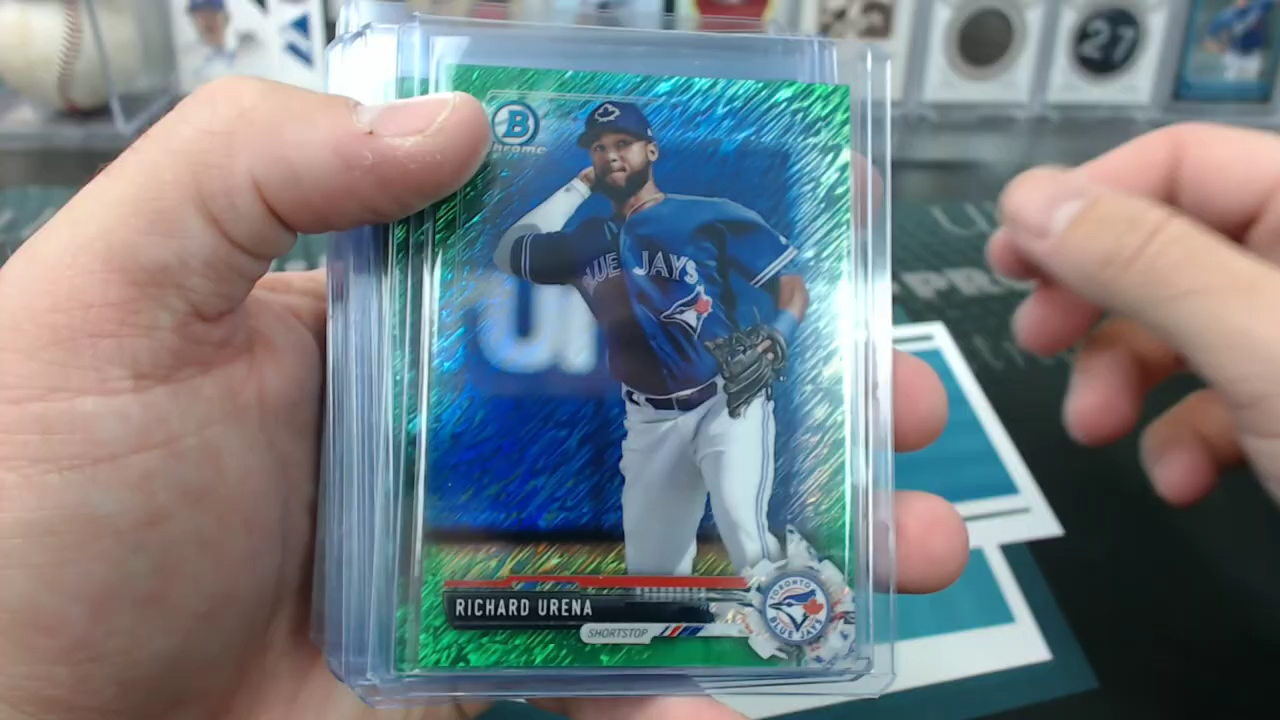 27
B
CHROME
BLUE JAYS
RICHARD URENA
SHORTSTOP
TORONTO
BLUE JAYS